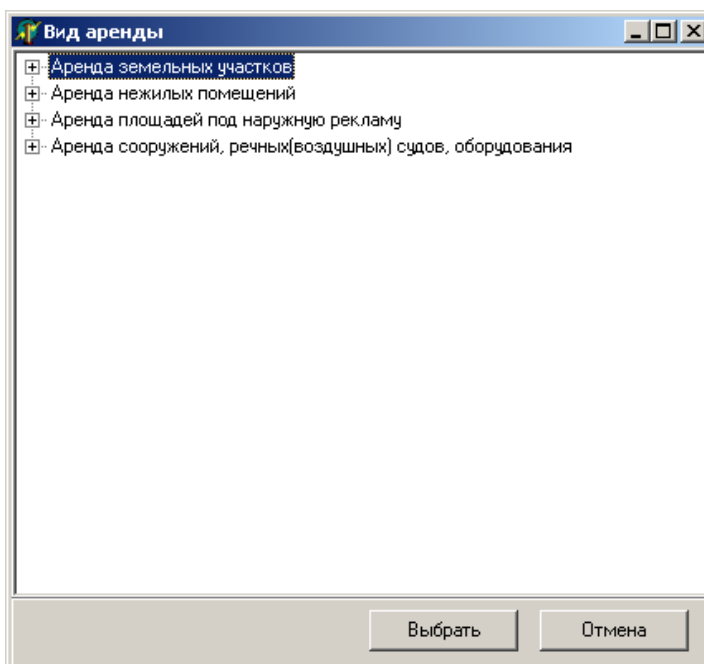 Вид аренды
Аренда земельных участков
Аренда нежилых помещений
Аренда площадей под наружную рекламу
Аренда сооружений, речных(воздушных) судов, оборудования
Выбрать Отмена